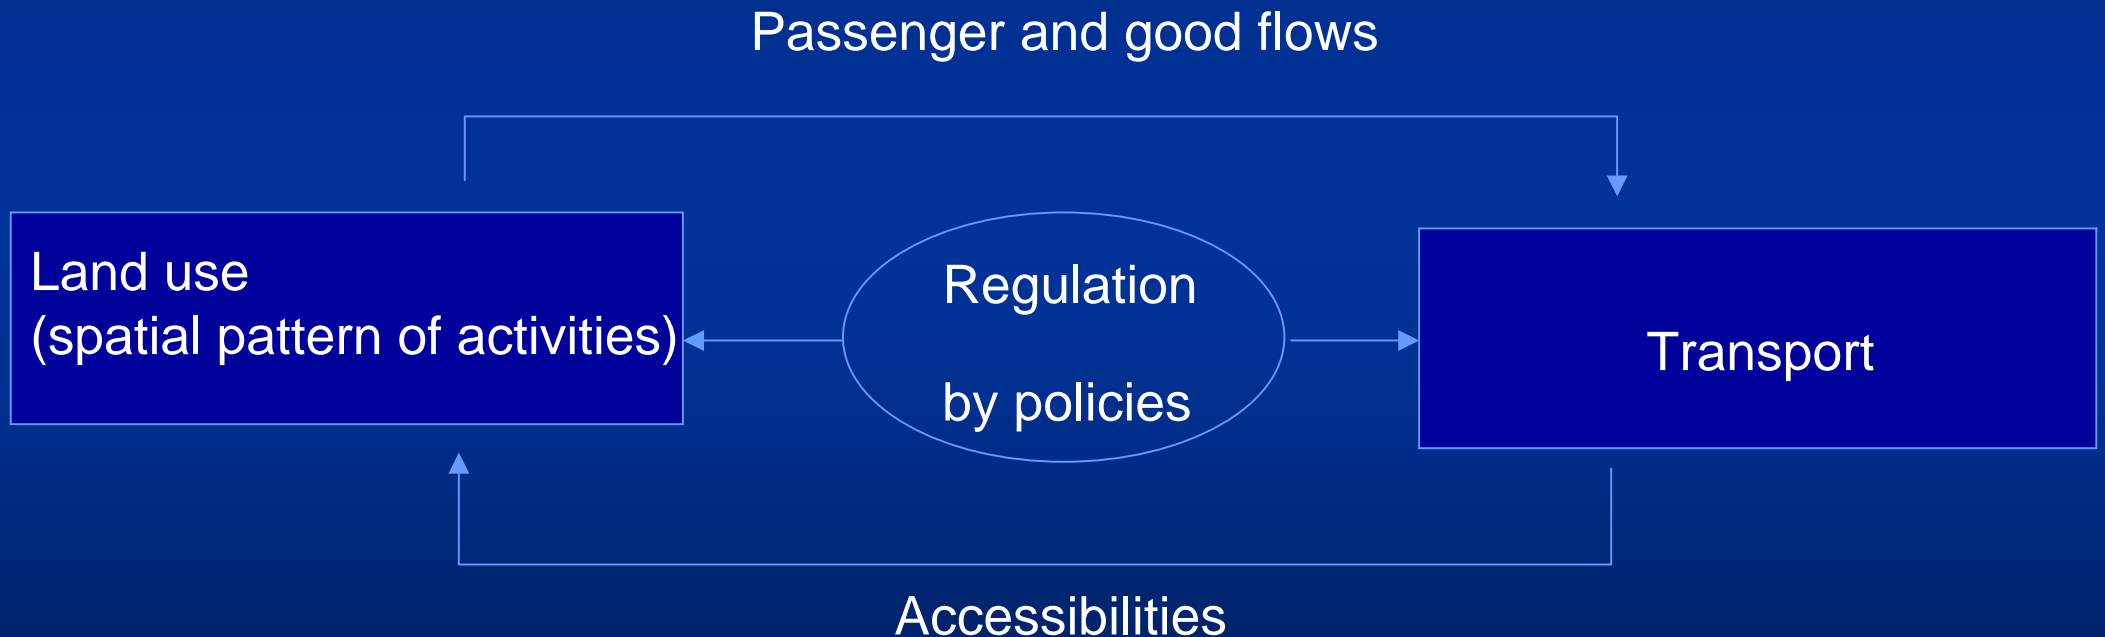 Passenger and good flows
Land use
(spatial pattern of activities)
Regulation
by policies
Transport
Accessibilities